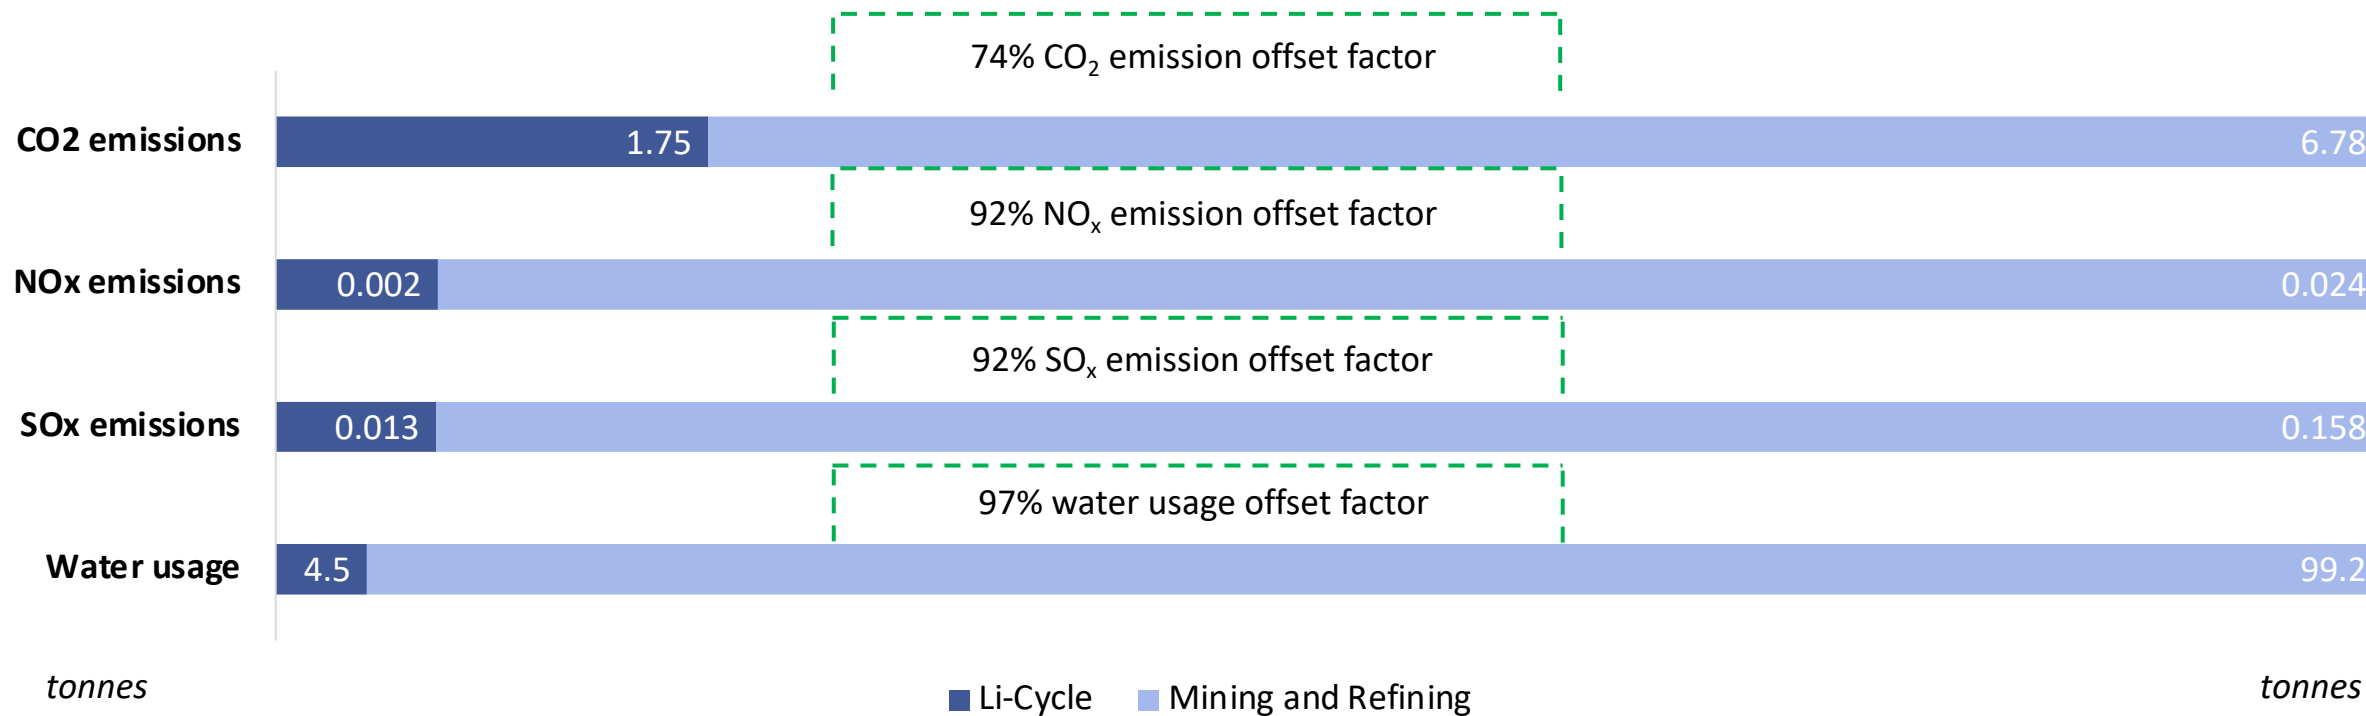 74% CO₂ emission offset factor
CO2 emissions 1.75 6.78
92% NOₓ emission offset factor
NOx emissions 0.002 0.024
92% SOₓ emission offset factor
SOx emissions 0.013 0.158
97% water usage offset factor
Water usage 4.5 99.2
tonnes tonnes
Li-Cycle Mining and Refining